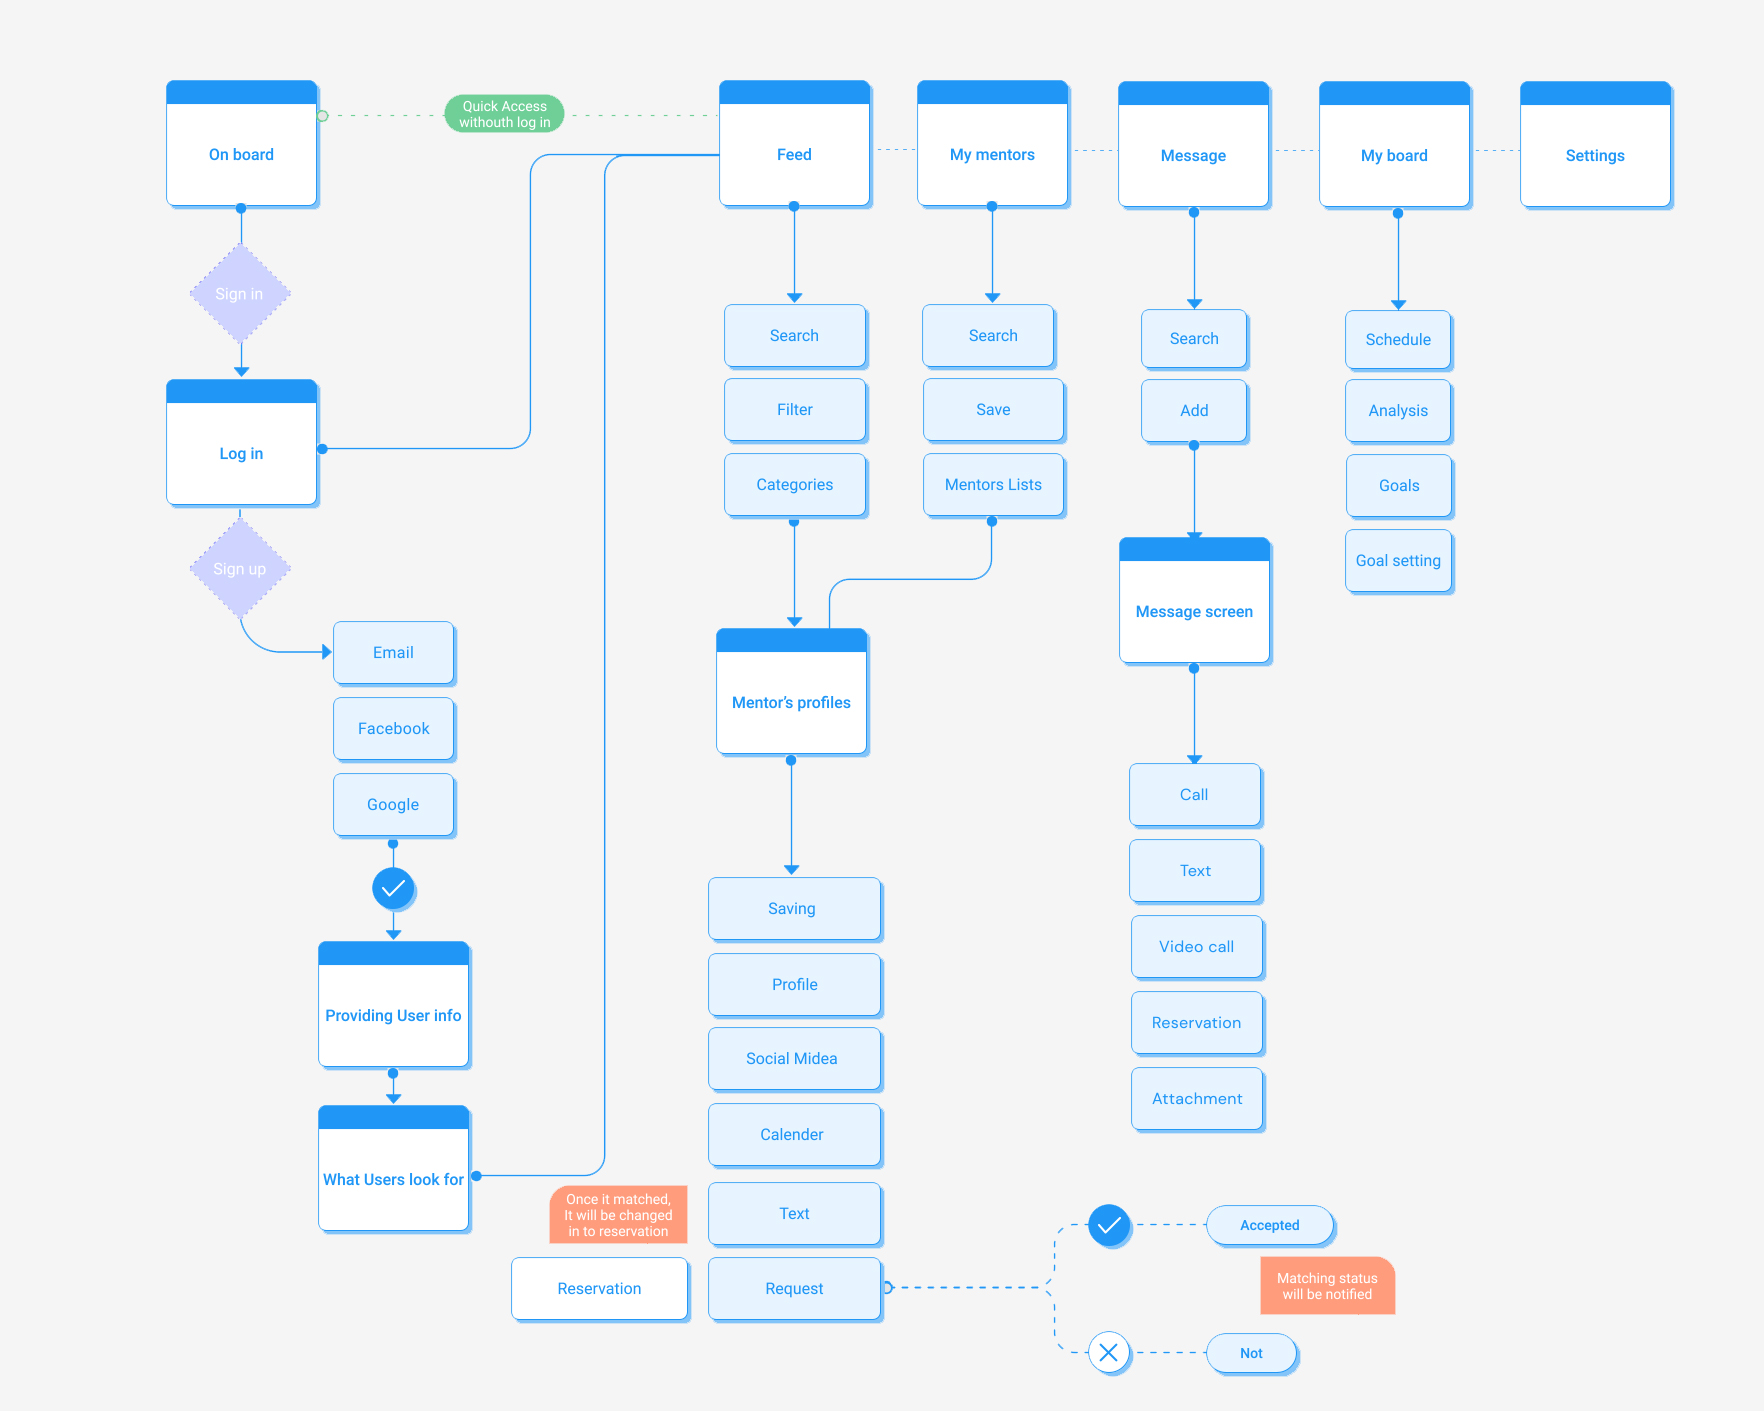 Quick Access
withouth log in
On board
Feed
My mentors
Message
My board
Settings
Sign in
Log in
Sign up
Email
Facebook
Google
Providing User info
What Users look for
Search
Filter
Categories
Search
Save
Mentors Lists
Mentor's profiles
Saving
Profile
Social Midea
Calender
Text
Request
Once it matched,
It will be changed
in to reservation
Reservation
Search
Add
Message screen
Call
Text
Video call
Reservation
Attachment
Schedule
Analysis
Goals
Goal setting
Accepted
Matching status
will be notified
Not